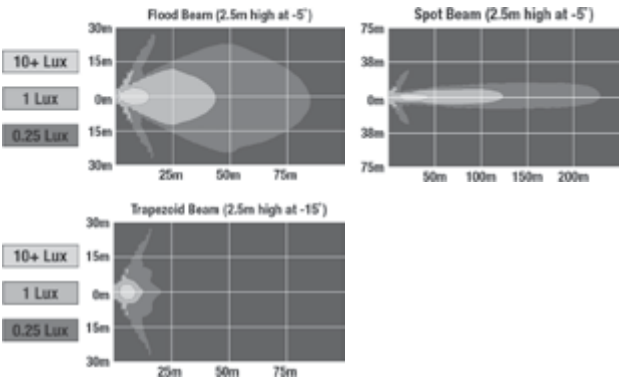 Flood Beam (2.5m high at -5˚)
30m
15m
0m
15m
30m
25m 50m 75m
10+ Lux
1 Lux
0.25 Lux
Spot Beam (2.5m high at -5˚)
75m
38m
0m
38m
75m
50m 100m 150m 200m
Trapezoid Beam (2.5m high at -15˚)
30m
15m
0m
15m
30m
25m 50m 75m
10+ Lux
1 Lux
0.25 Lux